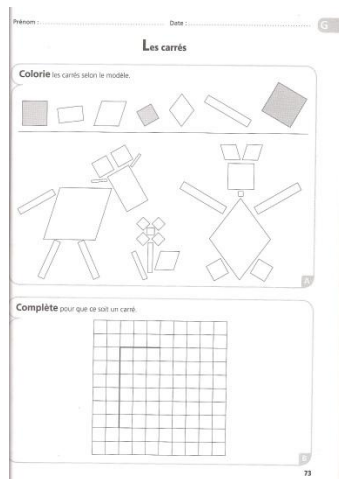 Prénom : Date :
G
Les carrés
Colorie les carrés selon le modèle.
A
Complète pour que ce soit un carré.
B
73